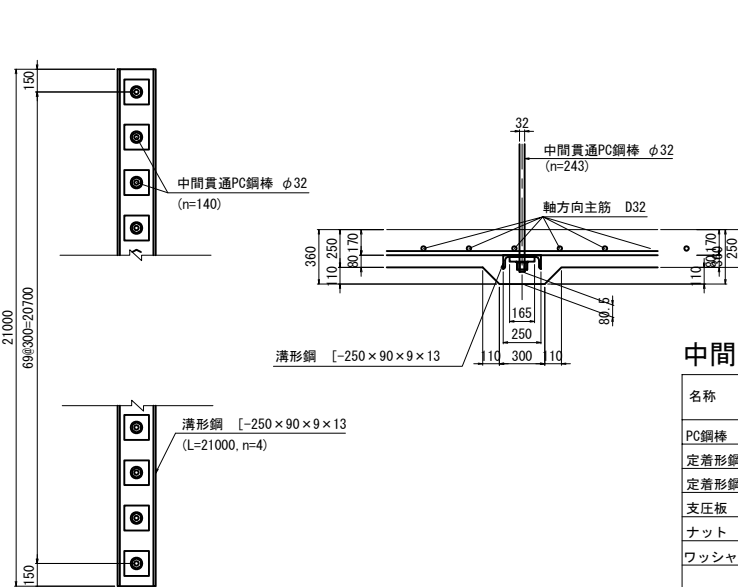 150
21000
69@300=20700
150
中間貫通PC鋼棒 φ32
(n=140)
溝形鋼 [-250×90×9×13
(L=21000, n=4)
32
中間貫通PC鋼棒 φ32
(n=243)
軸方向主筋 D32
360
250
170
80
110
170
80
360
250
110
80.5
165
250
110
300
110
溝形鋼 [-250×90×9×13
中間
名称
PC鋼棒
定着形鋼
定着形鋼
支圧板
ナット
ワッシャ